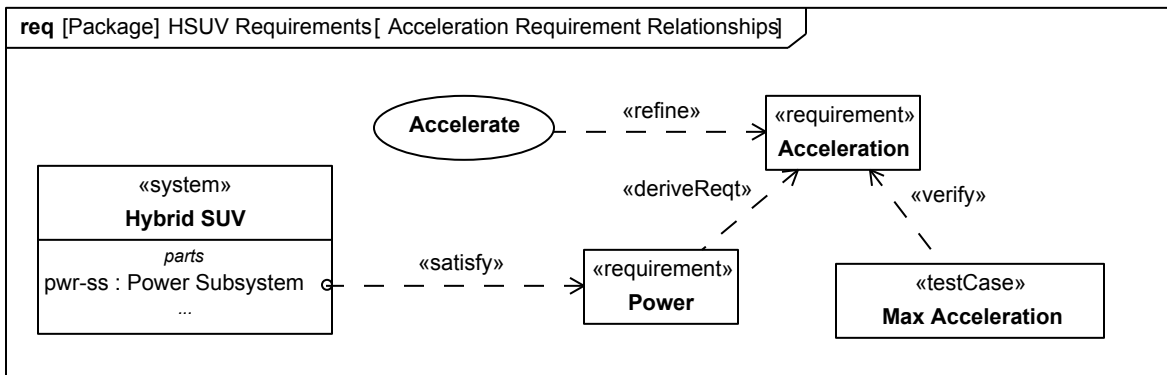 req [Package] HSUV Requirements[ Acceleration Requirement Relationships]
Accelerate
«refine»
«requirement»
Acceleration
«deriveReqt»
«verify»
«system»
Hybrid SUV
parts
pwr-ss : Power Subsystem
...
«satisfy»
«requirement»
Power
«testCase»
Max Acceleration